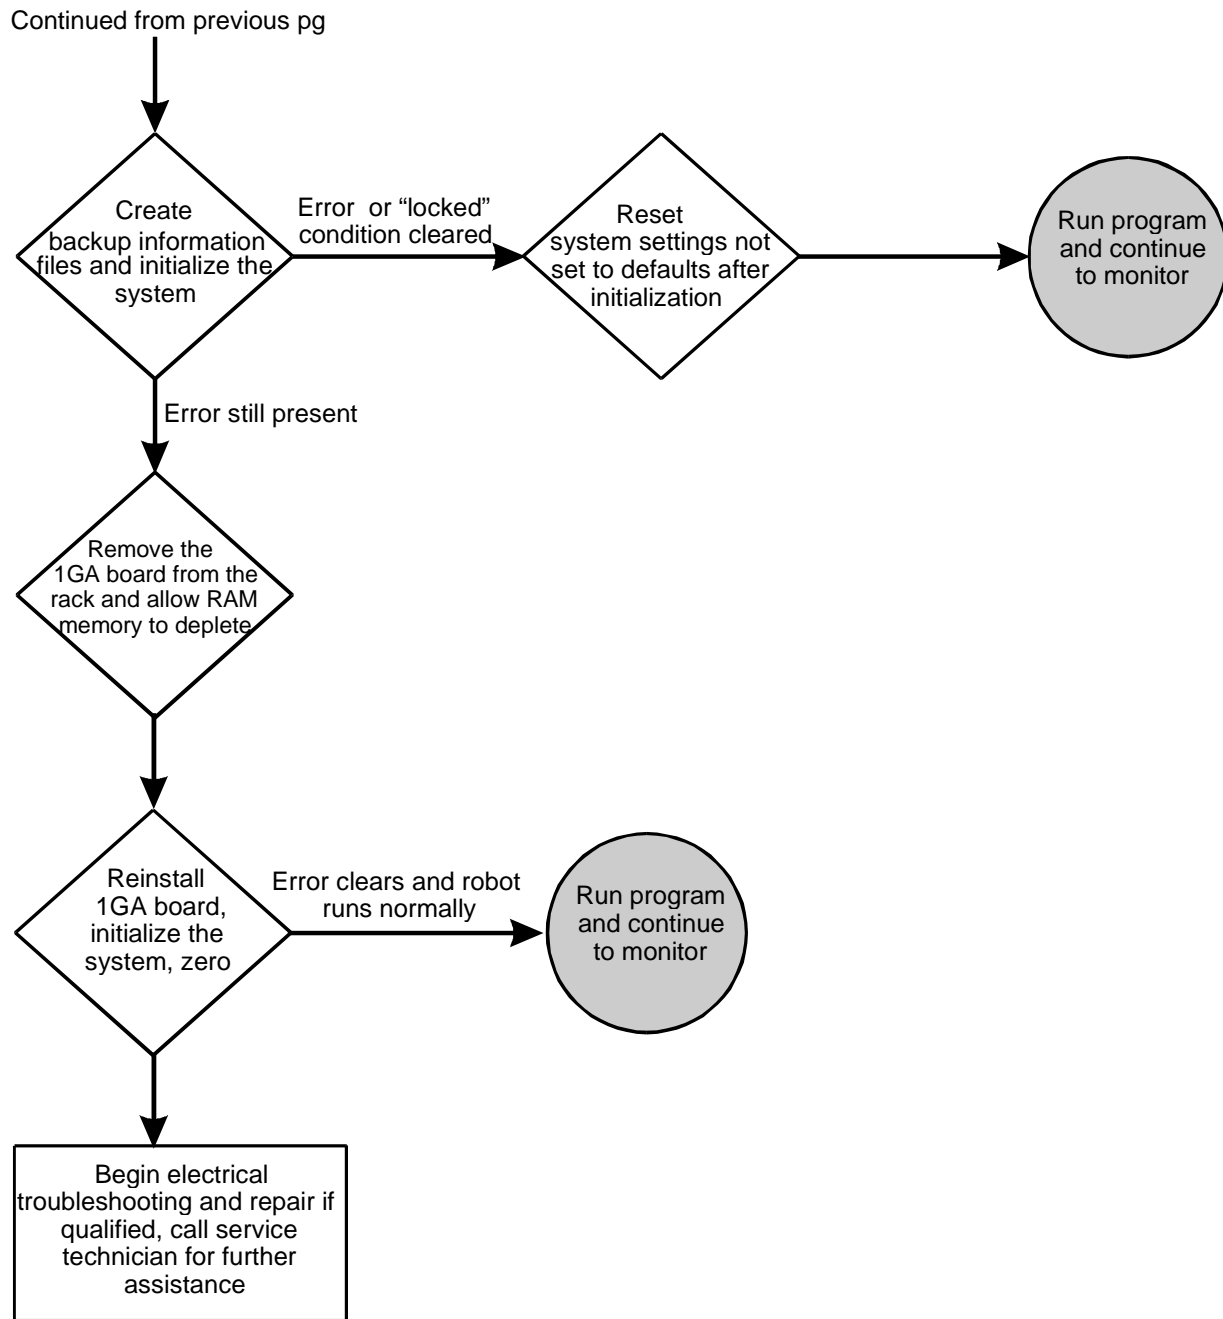 Continued from previous pg
Create
backup information
files and initialize the
system
Error or “locked”
condition cleared
Reset
system settings not
set to defaults after
initialization
Run program
and continue
to monitor
Error still present
Remove the
1GA board from the
rack and allow RAM
memory to deplete
Reinstall
1GA board,
initialize the
system, zero
Error clears and robot
runs normally
Run program
and continue
to monitor
Begin electrical
troubleshooting and repair if
qualified, call service
technician for further
assistance